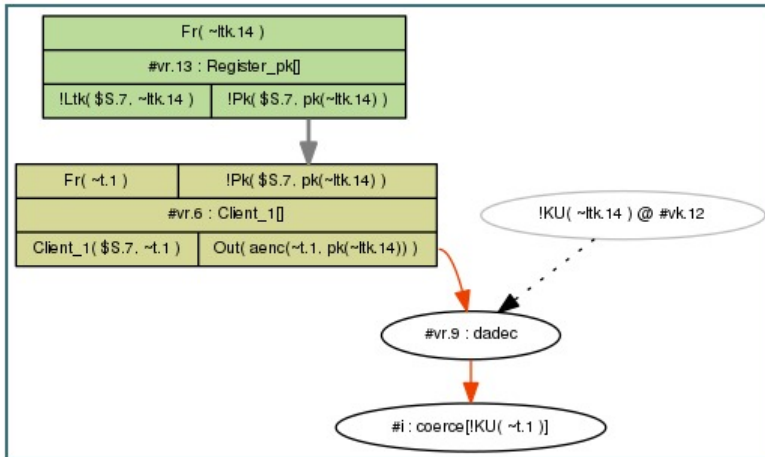 Fr( ~ltk.14 )
#vr.13 : Register_pk[]
!Ltk( $S.7, ~ltk.14 ) !Pk( $S.7, pk(~ltk.14) )
Fr( ~t.1 ) !Pk( $S.7, pk(~ltk.14) )
#vr.6 : Client_1[]
!KU( ~ltk.14 ) @ #vk.12
Client_1( $S.7, ~t.1 ) Out( aenc(~t.1, pk(~ltk.14)) )
#vr.9 : dadec
#i : coerce[!KU( ~t.1 )]